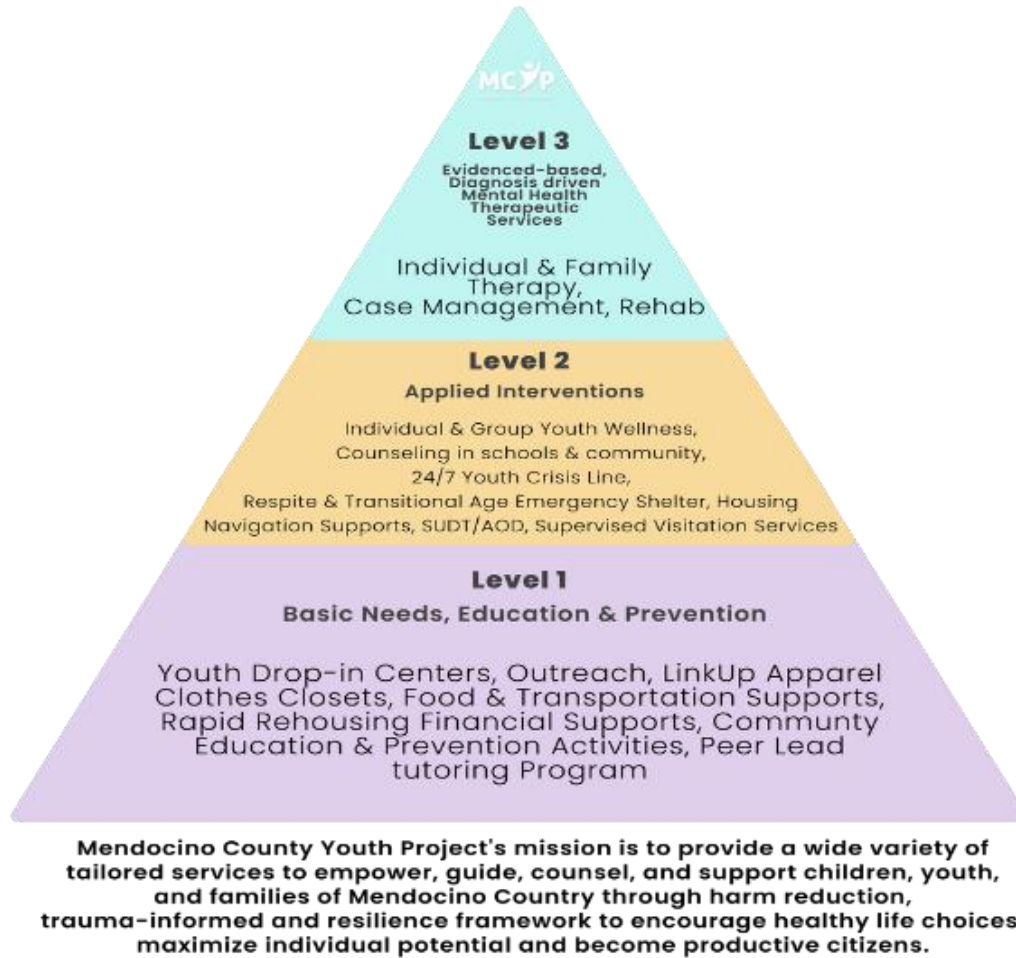 MCYP
Level 3
Evidenced-based,
Diagnosis driven
Mental Health
Therapeutic
Services
Individual & Family
Therapy,
Case Management, Rehab
Level 2
Applied Interventions
Individual & Group Youth Wellness,
Counseling in schools & community,
24/7 Youth Crisis Line,
Respite & Transitional Age Emergency Shelter, Housing
Navigation Supports, SUDT/AOD, Supervised Visitation Services
Level 1
Basic Needs, Education & Prevention
Youth Drop-in Centers, Outreach, LinkUp Apparel
Clothes Closets, Food & Transportation Supports,
Rapid Rehousing Financial Supports, Communty
Education & Prevention Activities, Peer Lead
tutoring Program
Mendocino County Youth Project's mission is to provide a wide variety of
tailored services to empower, guide, counsel, and support children, youth,
and families of Mendocino Country through harm reduction,
trauma-informed and resilience framework to encourage healthy life choices
maximize individual potential and become productive citizens.